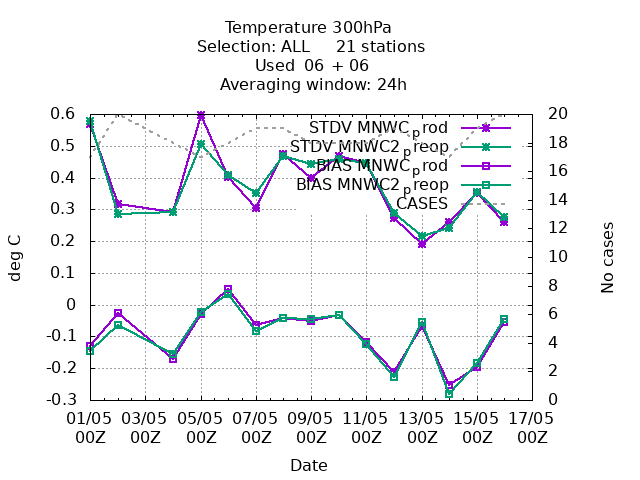 Temperature 300hPa
Selection: ALL 21 stations
Used 06 + 06
Averaging window: 24h
STDV MNWC_prod
STDV MNWC2_preop
BIAS MNWC_prod
BIAS MNWC2_preop
CASES
deg C
0.6
0.5
0.4
0.3
0.2
0.1
0
-0.1
-0.2
-0.3
20
18
16
14
12
10
8
6
4
2
0
No cases
01/05 03/05 05/05 07/05 09/05 11/05 13/05 15/05 17/05
00Z 00Z 00Z 00Z 00Z 00Z 00Z 00Z 00Z
Date